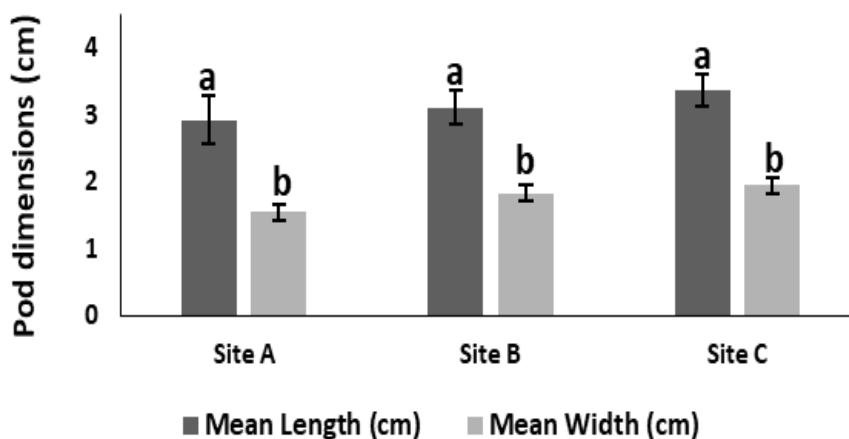 Pod dimensions (cm)
4
3
2
1
0
a
b
a
b
a
b
Site A
Site B
Site C
Mean Length (cm)
Mean Width (cm)